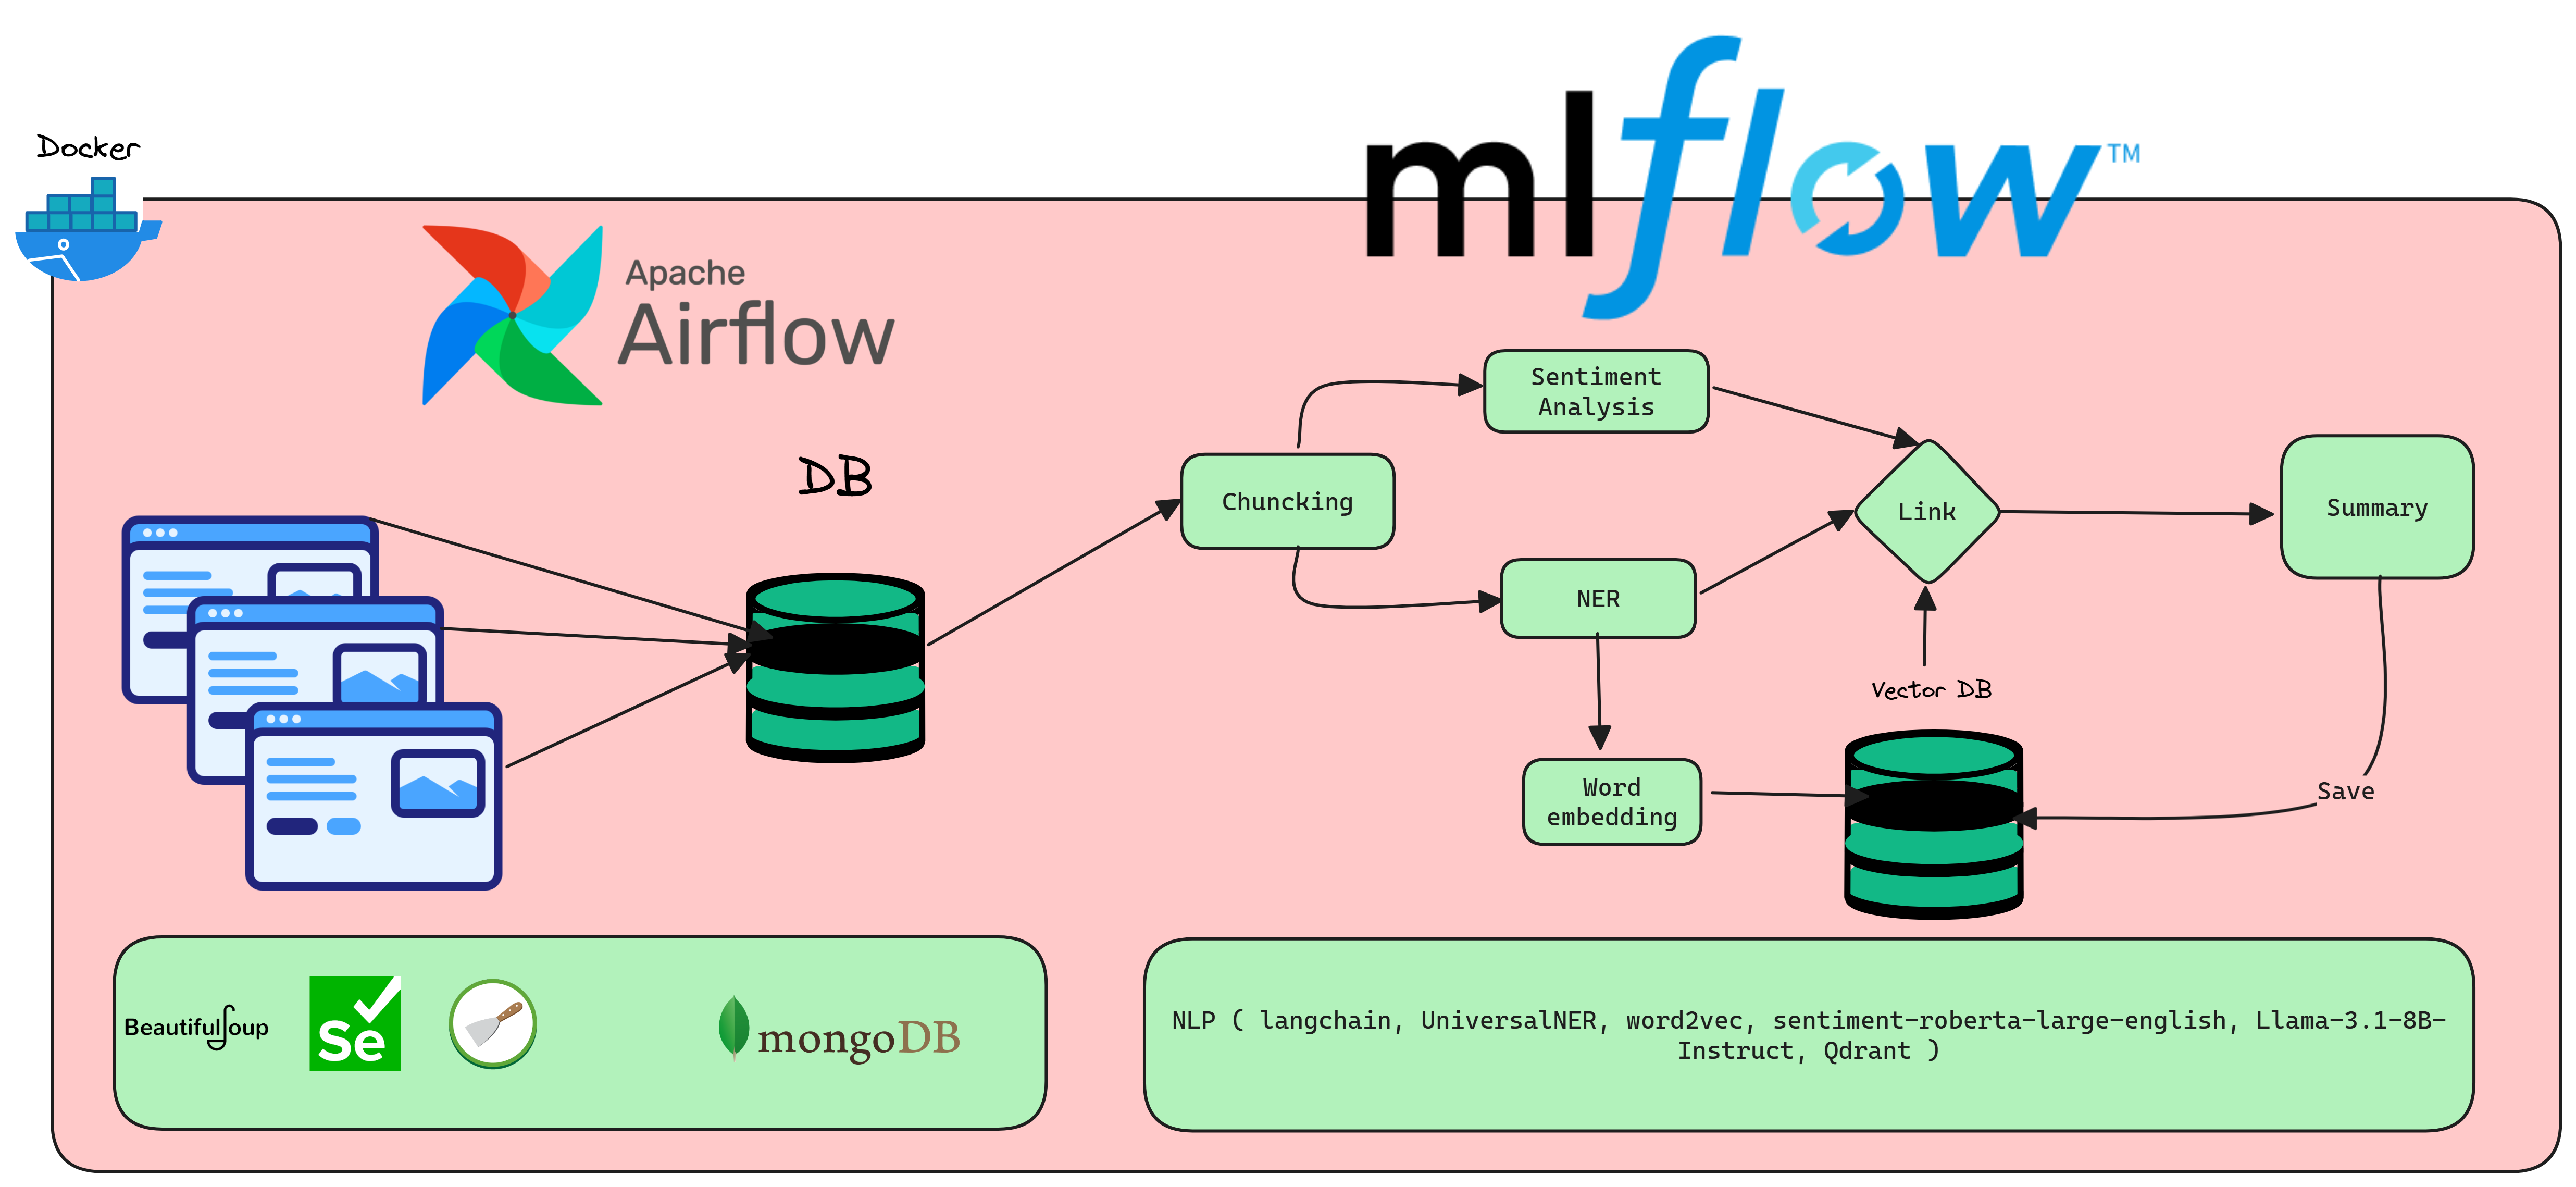 Docker
mlflow™
Apache
Airflow
DB
Sentiment
Analysis
Chuncking
Link
Summary
NER
Vector DB
Word
embedding
Save
BeautifulSoup
Se
mongoDB
NLP ( langchain, UniversalNER, word2vec, sentiment-roberta-large-english, Llama-3.1-8B-
Instruct, Qdrant )